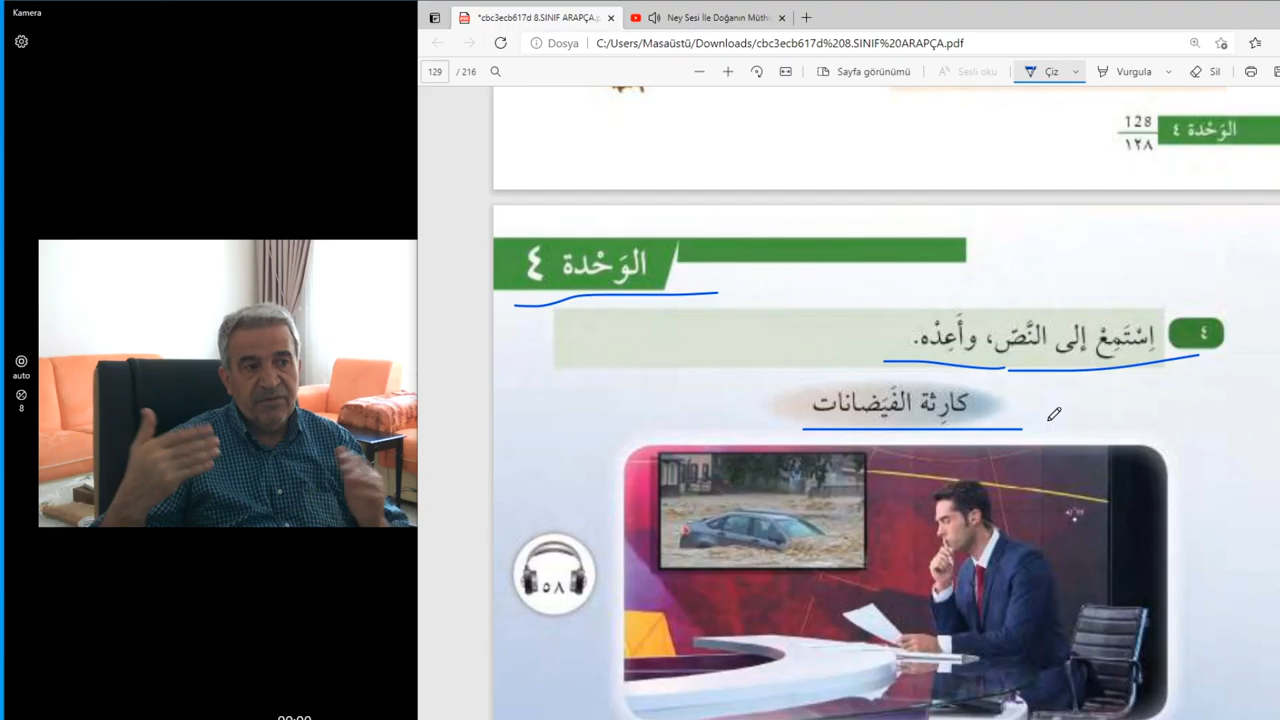 Kamera
*cbc3ecb617d 8.SINIF ARAPÇA.p
Ney Sesi İle Doğanın Müth
Dosya
C:/Users/Masaüstü/Downloads/cbc3ecb617d%208.SINIF%20ARAPÇA.pdf
129 / 216
Sayfa görünümü
Sesli oku
Çiz
Vurgula
Sil
128
١٢٨
الوَحْدة ٤
الوَحْدة ٤
٤ اِسْتَمِعْ إلى النَّصّ، وأَعِدْه.
كارِثة الفَيَضانات
٥٨
auto
8